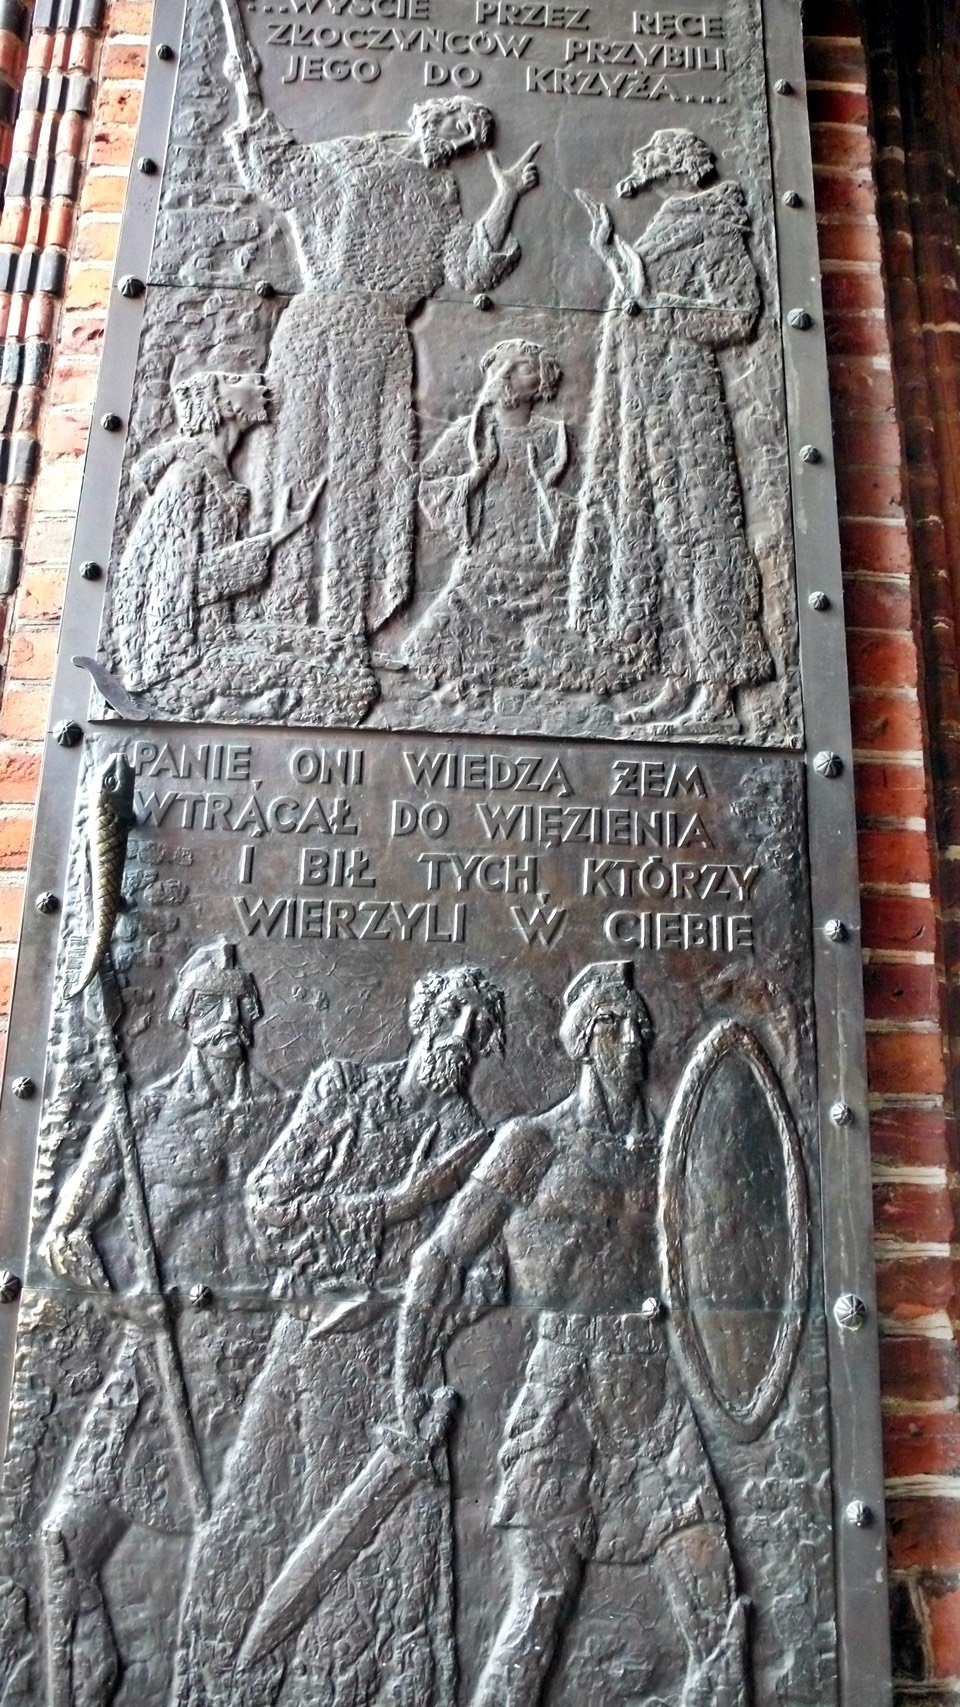 ...WYŚCIE PRZEZ RĘCE
ZŁOCZYŃCÓW PRZYBILI
JEGO DO KRZYŻA....
PANIE, ONI WIEDZĄ ŻEM
WTRĄCAŁ DO WIĘZIENIA
I BIŁ TYCH, KTÓRZY
WIERZYLI W CIEBIE